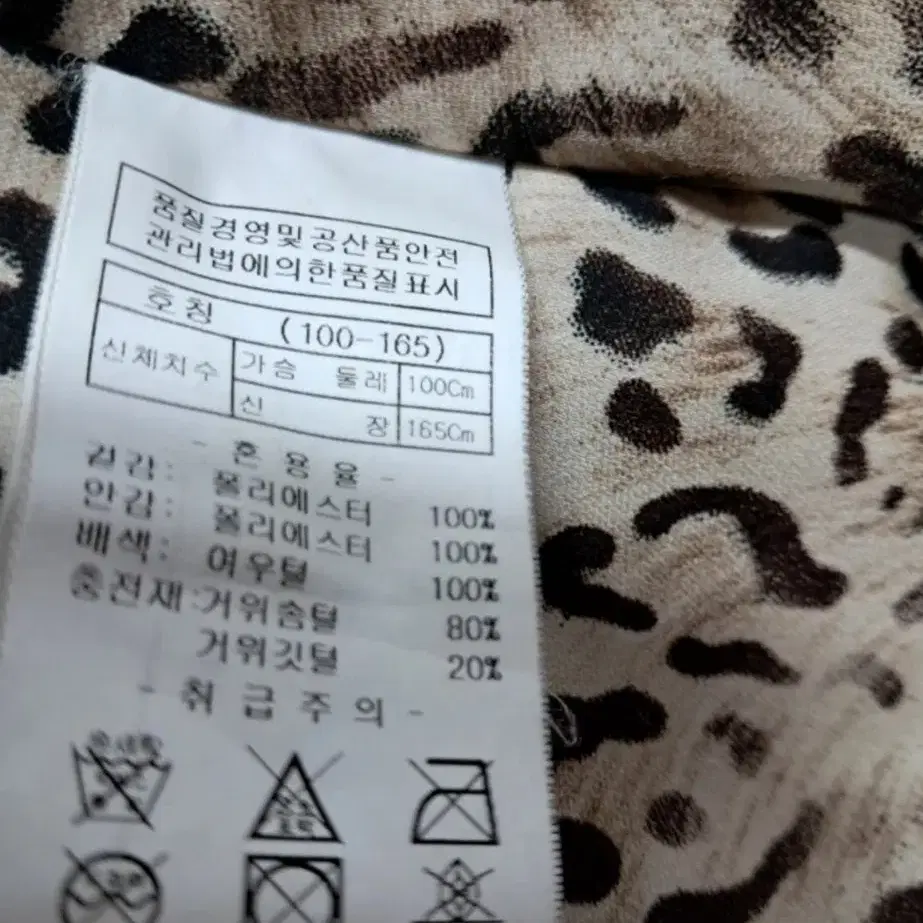 품질경영및공산품안전
관리법에의한품질표시
호칭 (100-165)
신체치수 가슴 둘레 100Cm
신 장 165Cm
- 혼 용 율 -
겉감: 폴리에스터 100%
안감: 폴리에스터 100%
배색: 여우털 100%
충전재:거위솜털 80%
거위깃털 20%
- 취 급 주 의 -